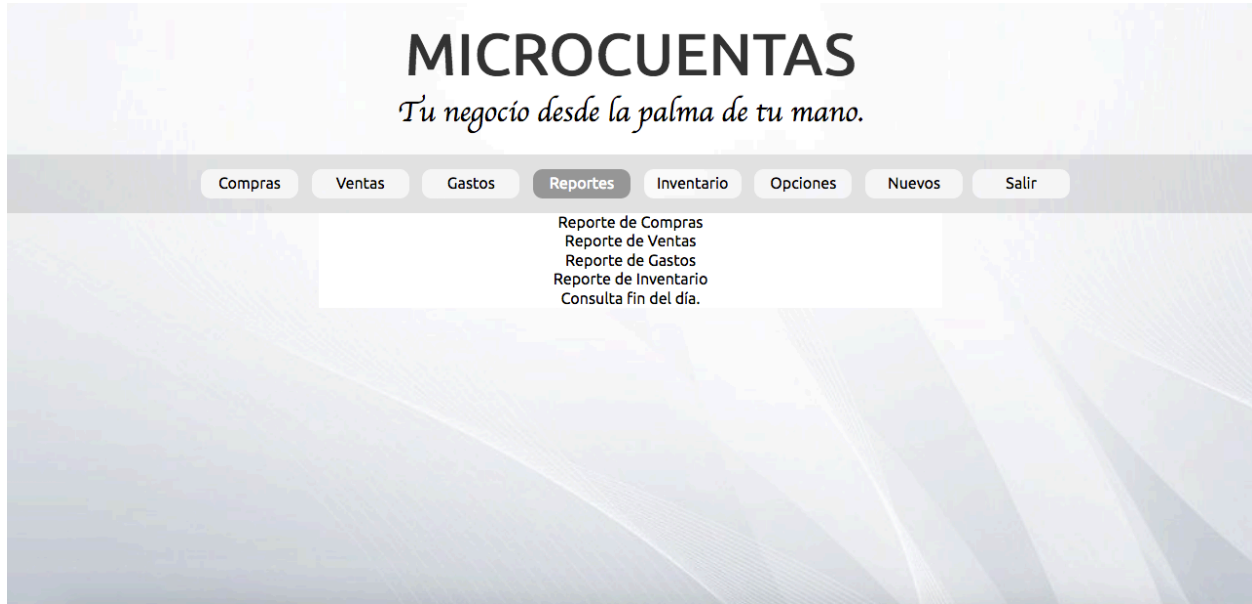 MICROCUENTAS
Tu negocio desde la palma de tu mano.
Compras Ventas Gastos Reportes Inventario Opciones Nuevos Salir
Reporte de Compras
Reporte de Ventas
Reporte de Gastos
Reporte de Inventario
Consulta fin del día.